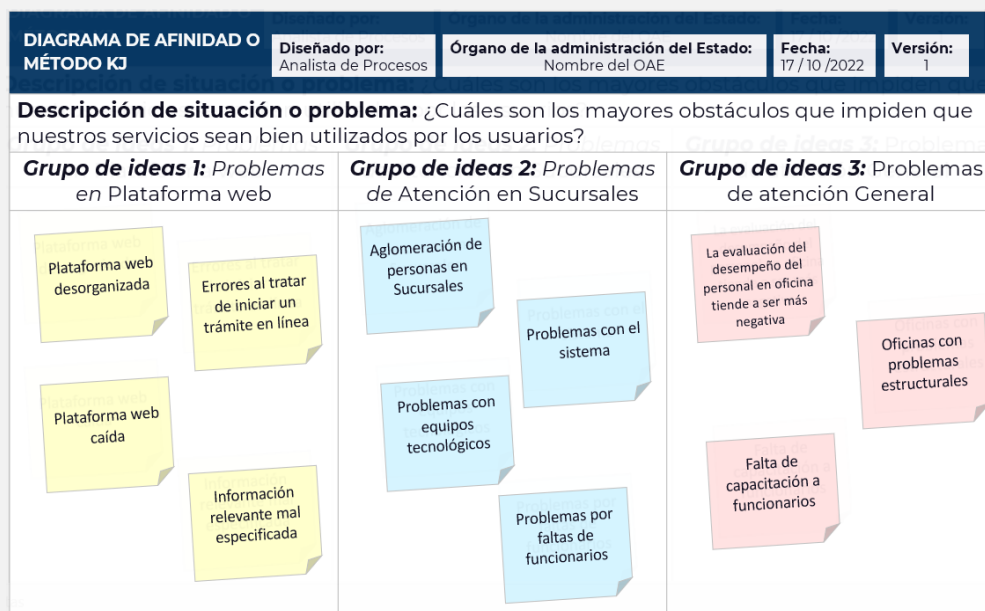 DIAGRAMA DE AFINIDAD O
MÉTODO KJ
Diseñado por:
Analista de Procesos
Órgano de la administración del Estado:
Nombre del OAE
Fecha:
17 / 10 /2022
Versión:
1
Descripción de situación o problema: ¿Cuáles son los mayores obstáculos que impiden que
nuestros servicios sean bien utilizados por los usuarios?
Grupo de ideas 1: Problemas
en Plataforma web
Grupo de ideas 2: Problemas
de Atención en Sucursales
Grupo de ideas 3: Problemas
de atención General
Plataforma web
desorganizada
Errores al tratar
de iniciar un
trámite en línea
Plataforma web
caída
Información
relevante mal
especificada
Aglomeración de
personas en
Sucursales
Problemas con el
sistema
Problemas con
equipos
tecnológicos
Problemas por
faltas de
funcionarios
La evaluación del
desempeño del
personal en oficina
tiende a ser más
negativa
Oficinas con
problemas
estructurales
Falta de
capacitación a
funcionarios